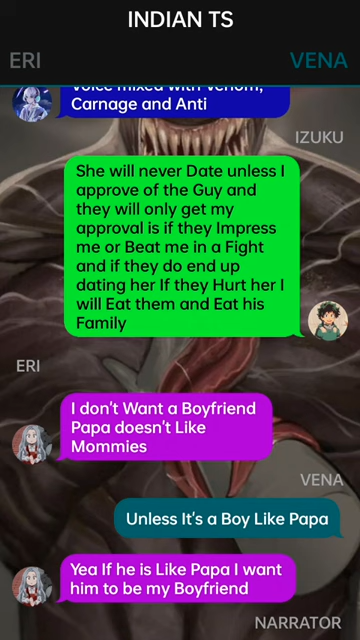 INDIAN TS
ERI
VENA
Voice mixed with Venom,
Carnage and Anti
IZUKU
She will never Date unless I
approve of the Guy and
they will only get my
approval is if they Impress
me or Beat me in a Fight
and if they do end up
dating her If they Hurt her I
will Eat them and Eat his
Family
ERI
I don't Want a Boyfriend
Papa doesn't Like
Mommies
VENA
Unless It's a Boy Like Papa
Yea If he is Like Papa I want
him to be my Boyfriend
NARRATOR